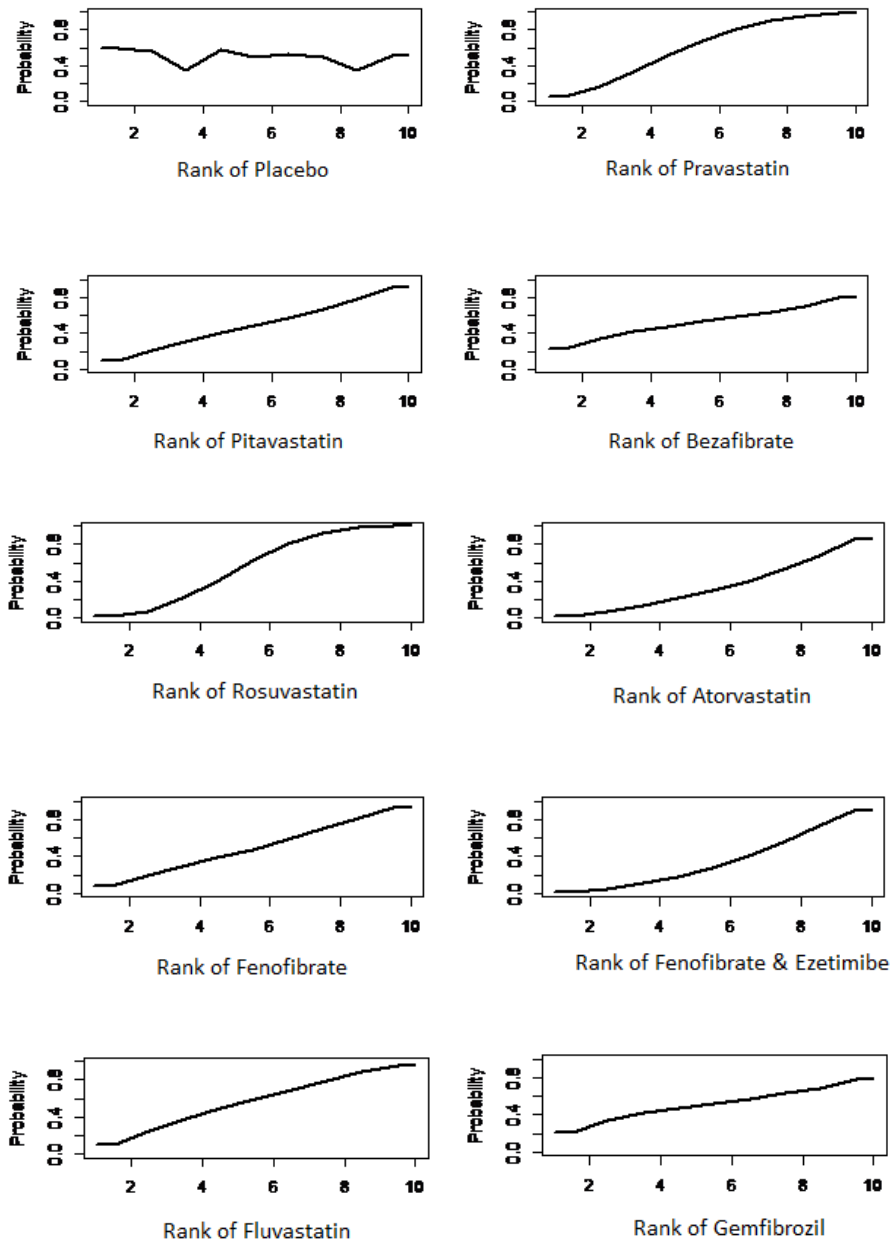 Probability
0.0 0.4 0.8
2 4 6 8 10
Rank of Placebo
Probability
0.0 0.4 0.8
2 4 6 8 10
Rank of Pravastatin
Probability
0.0 0.4 0.8
2 4 6 8 10
Rank of Pitavastatin
Probability
0.0 0.4 0.8
2 4 6 8 10
Rank of Bezafibrate
Probability
0.0 0.4 0.8
2 4 6 8 10
Rank of Rosuvastatin
Probability
0.0 0.4 0.8
2 4 6 8 10
Rank of Atorvastatin
Probability
0.0 0.4 0.8
2 4 6 8 10
Rank of Fenofibrate
Probability
0.0 0.4 0.8
2 4 6 8 10
Rank of Fenofibrate & Ezetimibe
Probability
0.0 0.4 0.8
2 4 6 8 10
Rank of Fluvastatin
Probability
0.0 0.4 0.8
2 4 6 8 10
Rank of Gemfibrozil